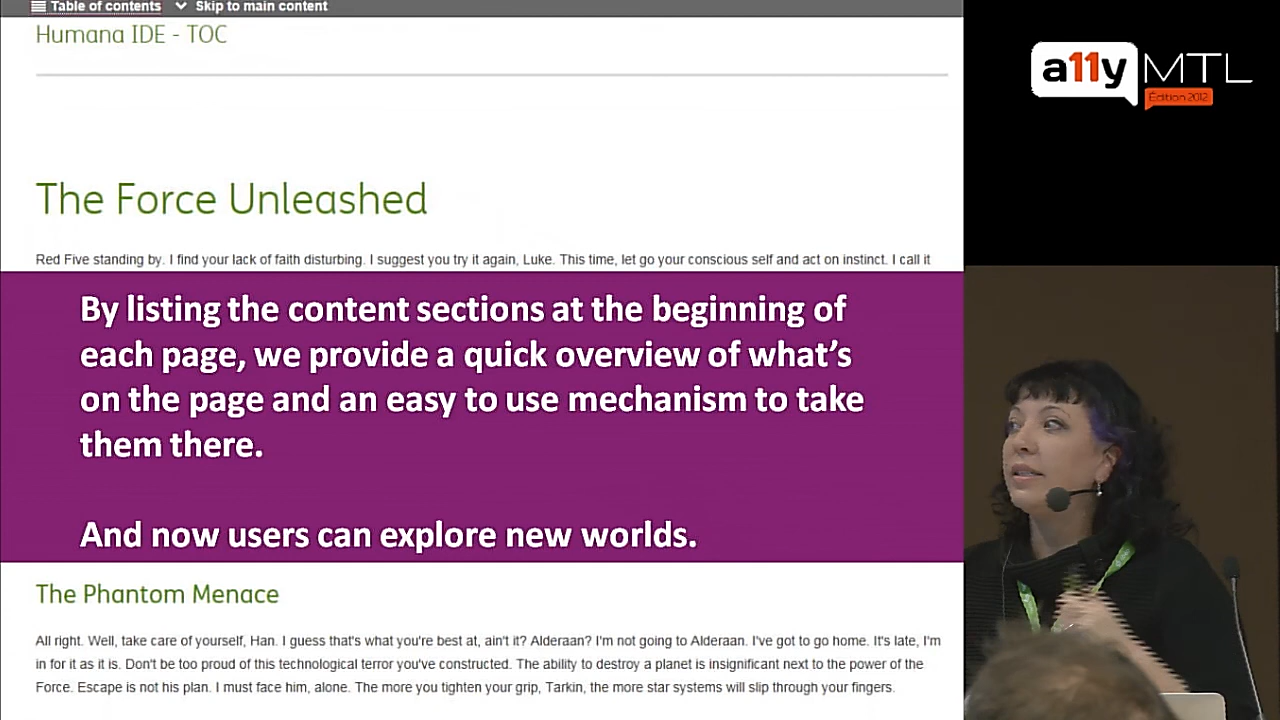 Table of contents Skip to main content
Humana IDE - TOC
a11y MTL
Édition 2012
The Force Unleashed
Red Five standing by. I find your lack of faith disturbing. I suggest you try it again, Luke. This time, let go your conscious self and act on instinct. I call it
By listing the content sections at the beginning of
each page, we provide a quick overview of what's
on the page and an easy to use mechanism to take
them there.
And now users can explore new worlds.
The Phantom Menace
All right. Well, take care of yourself, Han. I guess that's what you're best at, ain't it? Alderaan? I'm not going to Alderaan. I've got to go home. It's late, I'm
in for it as it is. Don't be too proud of this technological terror you've constructed. The ability to destroy a planet is insignificant next to the power of the
Force. Escape is not his plan. I must face him, alone. The more you tighten your grip, Tarkin, the more star systems will slip through your fingers.